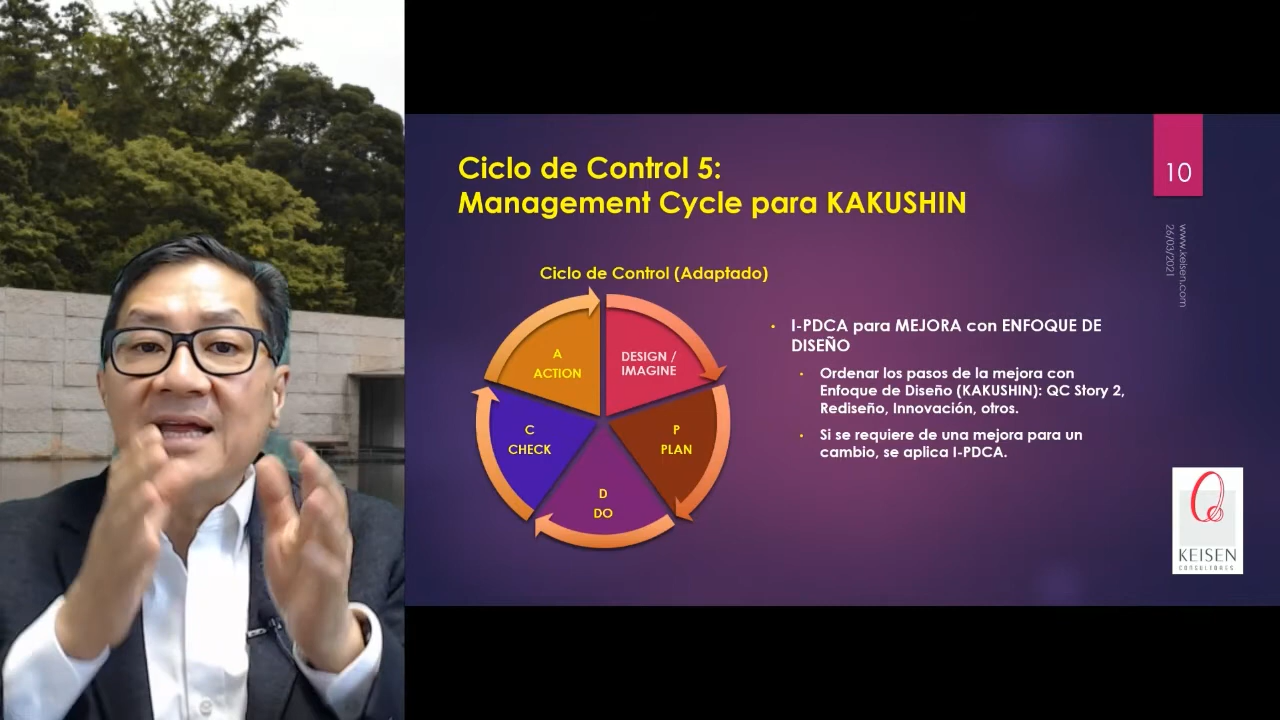 Ciclo de Control 5:
Management Cycle para KAKUSHIN
10
www.keisen.com
26/03/2021
Ciclo de Control (Adaptado)
A
ACTION
DESIGN /
IMAGINE
C
CHECK
P
PLAN
D
DO
• I-PDCA para MEJORA con ENFOQUE DE
DISEÑO
• Ordenar los pasos de la mejora con
Enfoque de Diseño (KAKUSHIN): QC Story 2,
Rediseño, Innovación, otros.
• Si se requiere de una mejora para un
cambio, se aplica I-PDCA.
KEISEN
CONSULTORES